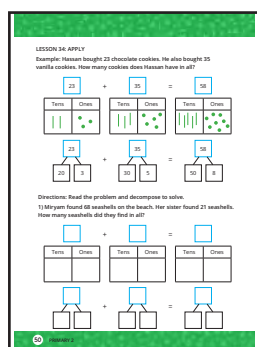 LESSON 34: APPLY
Example: Hassan bought 23 chocolate cookies. He also bought 35
vanilla cookies. How many cookies does Hassan have in all?
23 + 35 = 58
Tens Ones Tens Ones Tens Ones
23 + 35 = 58
20 3 30 5 50 8
Directions: Read the problem and decompose to solve.
1) Miryam found 68 seashells on the beach. Her sister found 21 seashells.
How many seashells did they find in all?
+ =
Tens Ones Tens Ones Tens Ones
+ =
50 PRIMARY 2